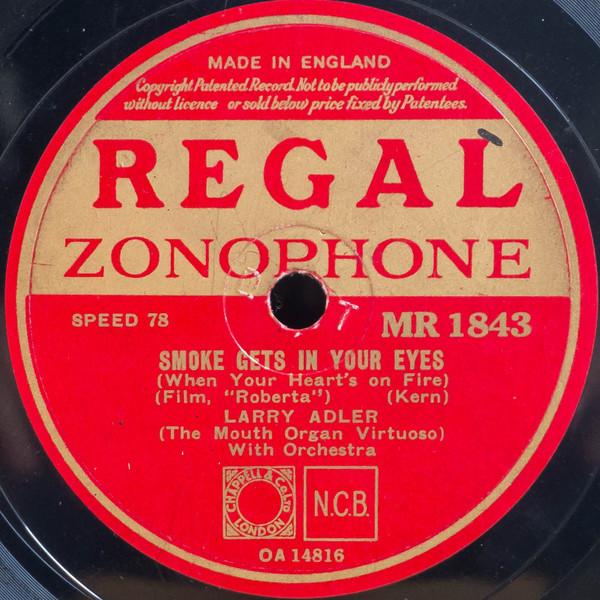 MADE IN ENGLAND
Copyright Patented Record. Not to be publicly performed
without licence or sold below price fixed by Patentees.
REGAL
ZONOPHONE
SPEED 78 MR 1843
SMOKE GETS IN YOUR EYES
(When Your Heart's on Fire)
(Film, "Roberta") (Kern)
LARRY ADLER
(The Mouth Organ Virtuoso)
With Orchestra
CHAPPELL & Co Ltd
LONDON
N.C.B.
OA 14816